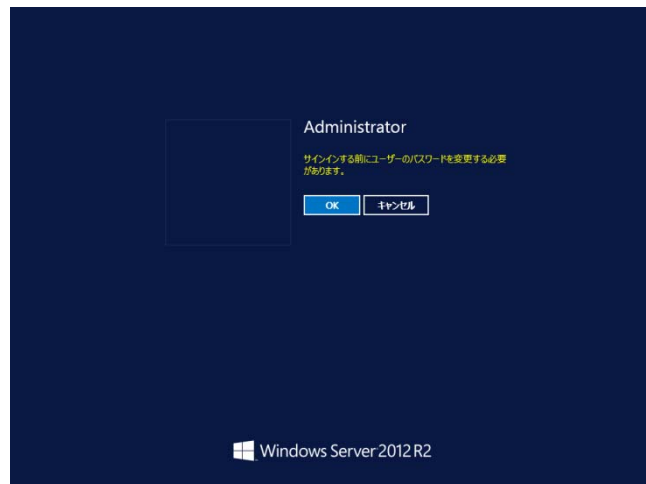 Administrator
サインインする前にユーザーのパスワードを変更する必要
があります。
OK キャンセル
Windows Server 2012 R2